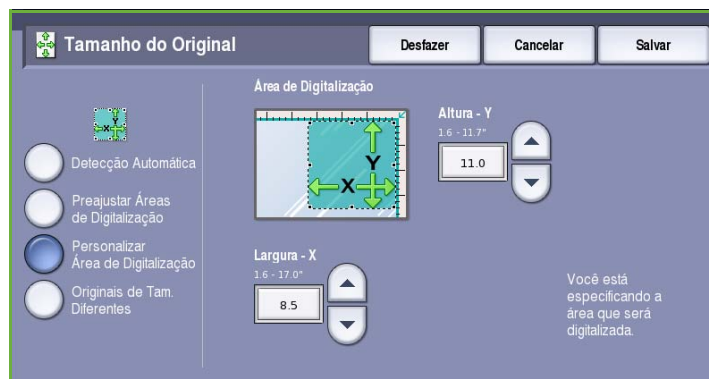 Tamanho do Original
Desfazer
Cancelar
Salvar
Detecção Automática
Preajustar Áreas
de Digitalização
Personalizar
Área de Digitalização
Originais de Tam.
Diferentes
Área de Digitalização
Y
X
Y
X
Altura - Y
1.6 - 11.7"
11.0
Largura - X
1.6 - 17.0"
8.5
Você está
especificando a
área que será
digitalizada.